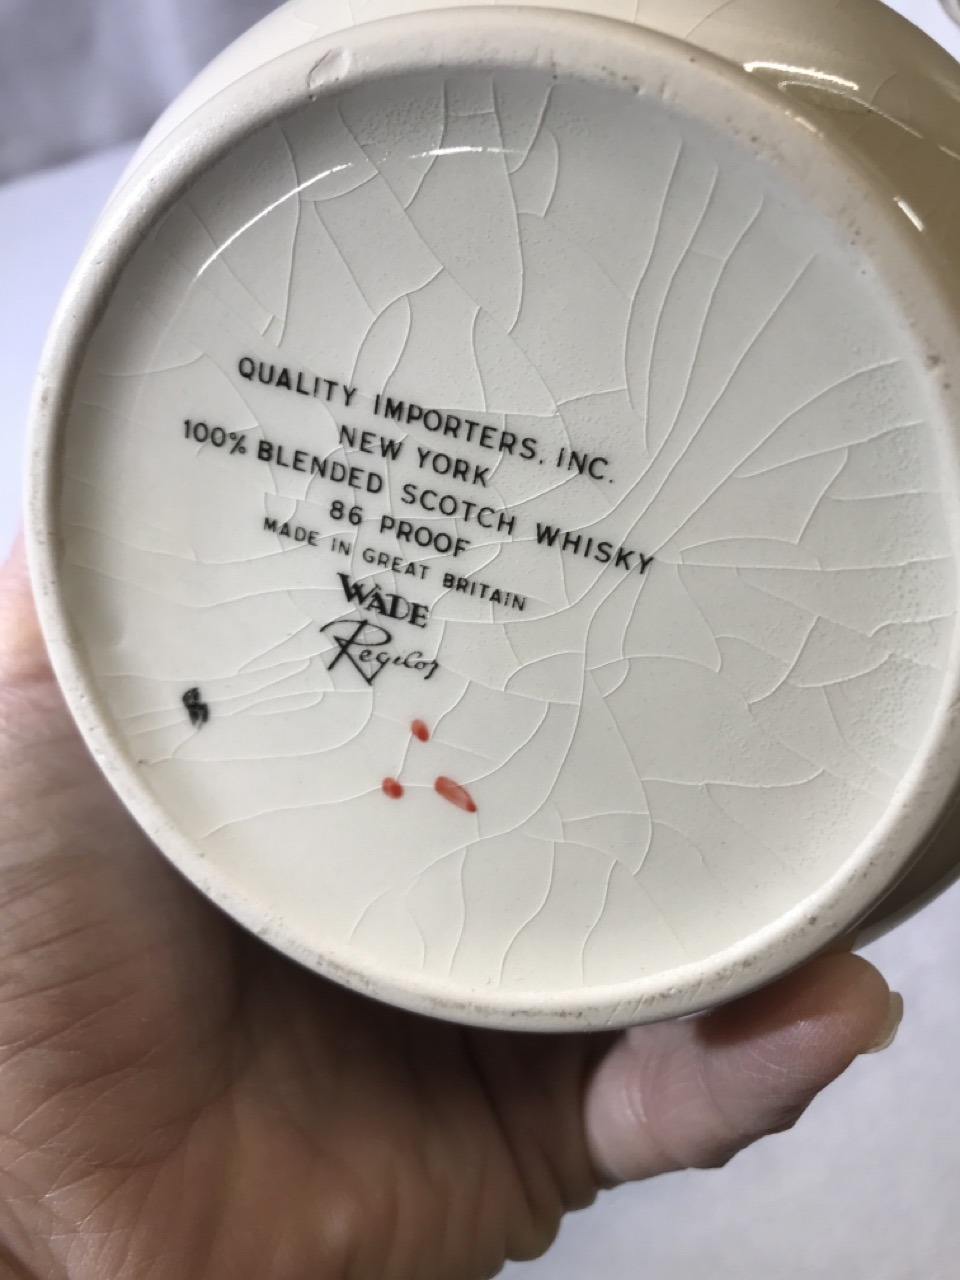 QUALITY IMPORTERS, INC.
NEW YORK
100% BLENDED SCOTCH WHISKY
86 PROOF
MADE IN GREAT BRITAIN
WADE
Regicor